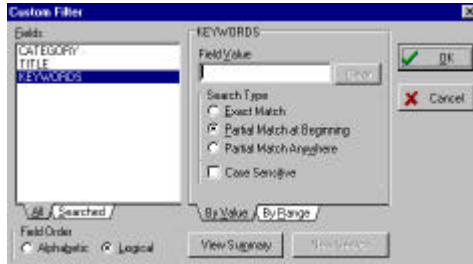 Custom Filter
Fields
CATEGORY
TITLE
KEYWORDS
All
Searched
Field Order
Alphabetic
Logical
KEYWORDS
Field Value
Clear
Search Type
Exact Match
Partial Match at Beginning
Partial Match Anywhere
Case Sensitive
By Value
By Range
View Summary
New Search
OK
Cancel